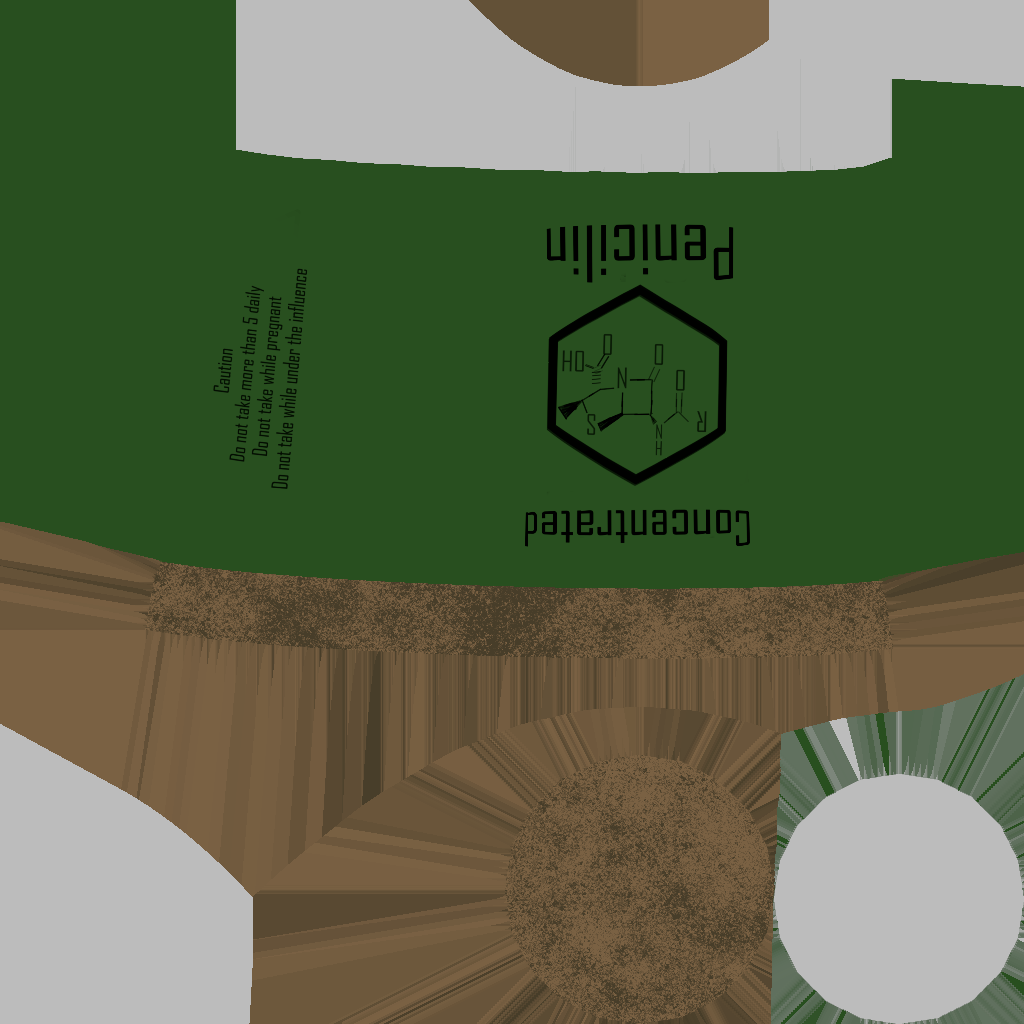 Caution
Do not take more than 5 daily
Do not take while pregnant
Do not take while under the influence
Penicilin
O
O
HO
N
O
S
R
N
H
Concentrated